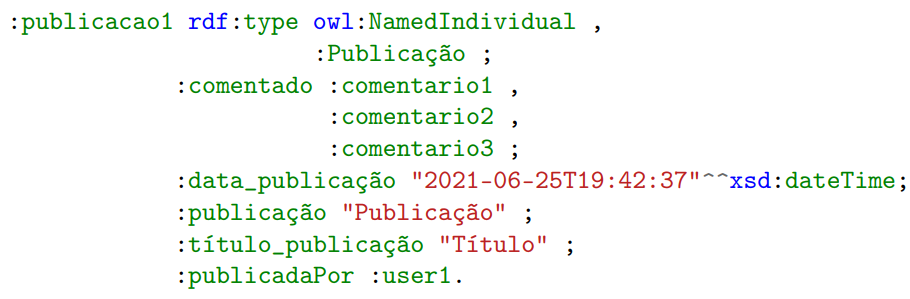 :publicacao1 rdf:type owl:NamedIndividual ,
:Publicação ;
:comentado :comentario1 ,
:comentario2 ,
:comentario3 ;
:data_publicação "2021-06-25T19:42:37"^^xsd:dateTime;
:publicação "Publicação" ;
:título_publicação "Título" ;
:publicadaPor :user1.